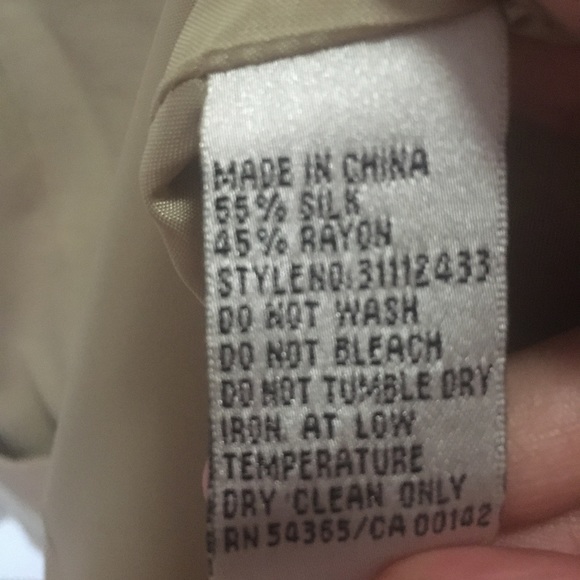 MADE IN CHINA
55% SILK
45% RAYON
STYLENO:31112433
DO NOT WASH
DO NOT BLEACH
DO NOT TUMBLE DRY
IRON AT LOW
TEMPERATURE
DRY CLEAN ONLY
RN 54365/CA 00142